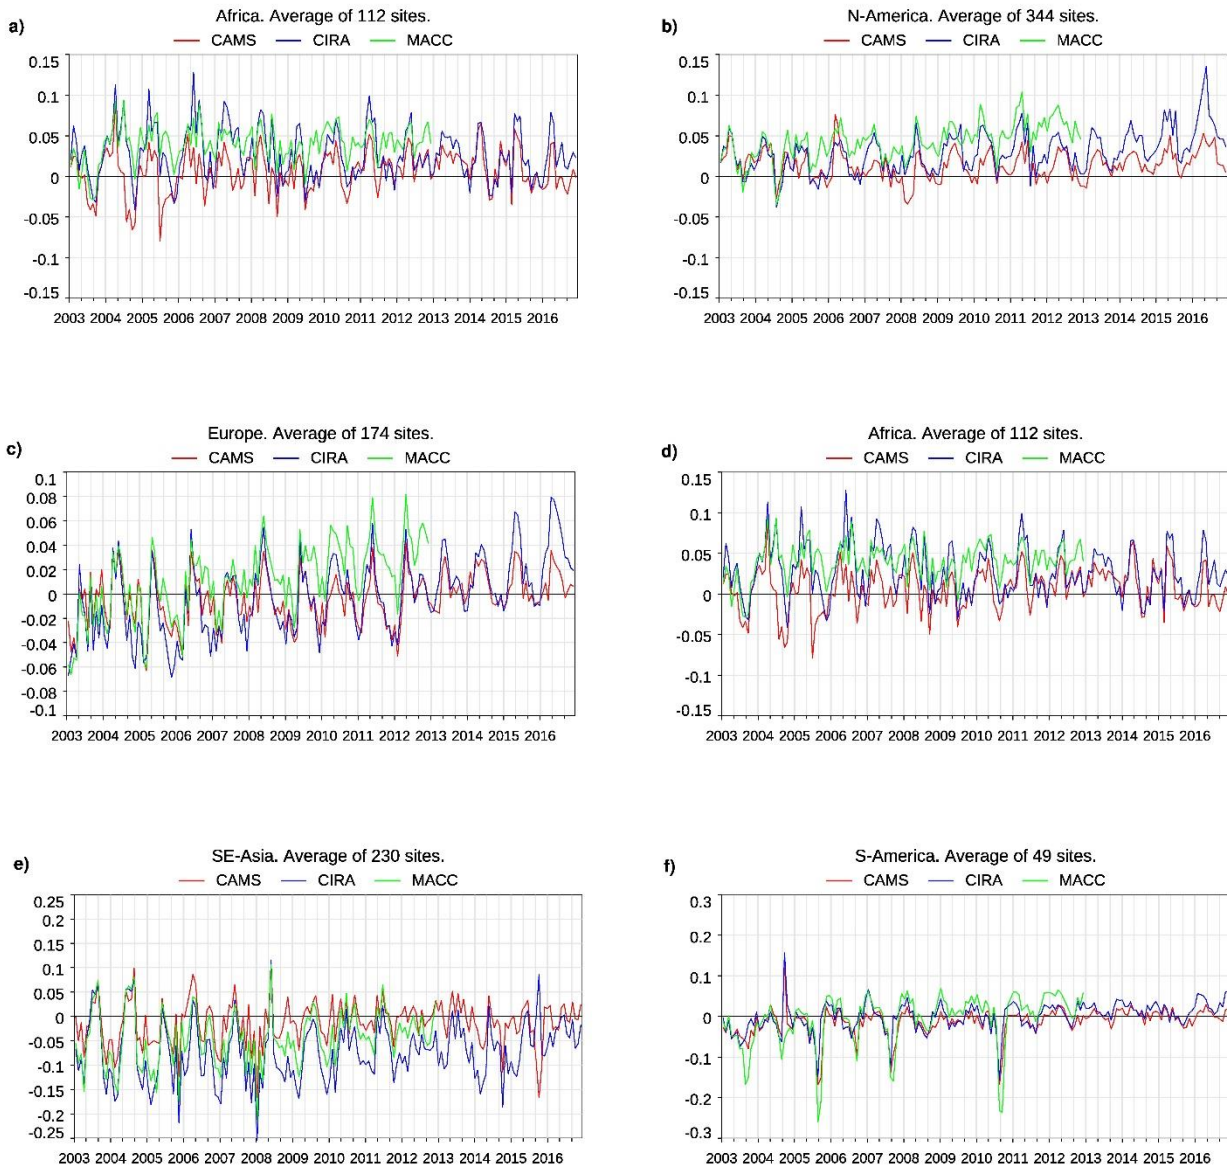 a)
Africa. Average of 112 sites.
CAMS CIRA MACC
0.15
0.1
0.05
0
-0.05
-0.1
-0.15
2003 2004 2005 2006 2007 2008 2009 2010 2011 2012 2013 2014 2015 2016
b)
N-America. Average of 344 sites.
CAMS CIRA MACC
0.15
0.1
0.05
0
-0.05
-0.1
-0.15
2003 2004 2005 2006 2007 2008 2009 2010 2011 2012 2013 2014 2015 2016
c)
Europe. Average of 174 sites.
CAMS CIRA MACC
0.1
0.08
0.06
0.04
0.02
0
-0.02
-0.04
-0.06
-0.08
-0.1
2003 2004 2005 2006 2007 2008 2009 2010 2011 2012 2013 2014 2015 2016
d)
Africa. Average of 112 sites.
CAMS CIRA MACC
0.15
0.1
0.05
0
-0.05
-0.1
-0.15
2003 2004 2005 2006 2007 2008 2009 2010 2011 2012 2013 2014 2015 2016
e)
SE-Asia. Average of 230 sites.
CAMS CIRA MACC
0.25
0.2
0.15
0.1
0.05
0
-0.05
-0.1
-0.15
-0.2
-0.25
2003 2004 2005 2006 2007 2008 2009 2010 2011 2012 2013 2014 2015 2016
f)
S-America. Average of 49 sites.
CAMS CIRA MACC
0.3
0.2
0.1
0
-0.1
-0.2
-0.3
2003 2004 2005 2006 2007 2008 2009 2010 2011 2012 2013 2014 2015 2016